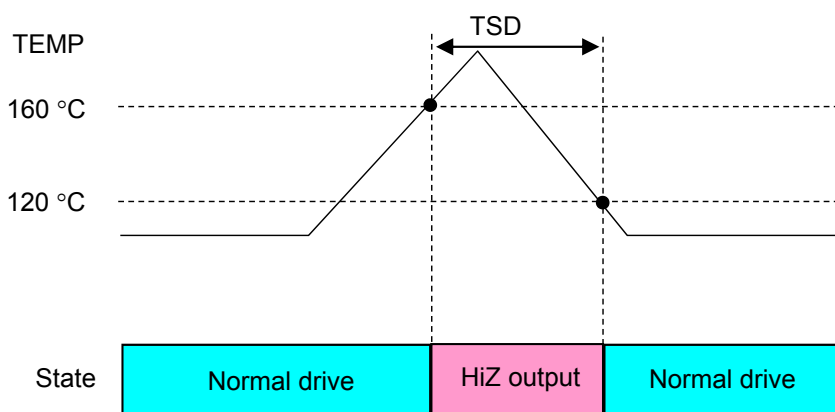 TSD
TEMP
160 °C
120 °C
State
Normal drive
HiZ output
Normal drive